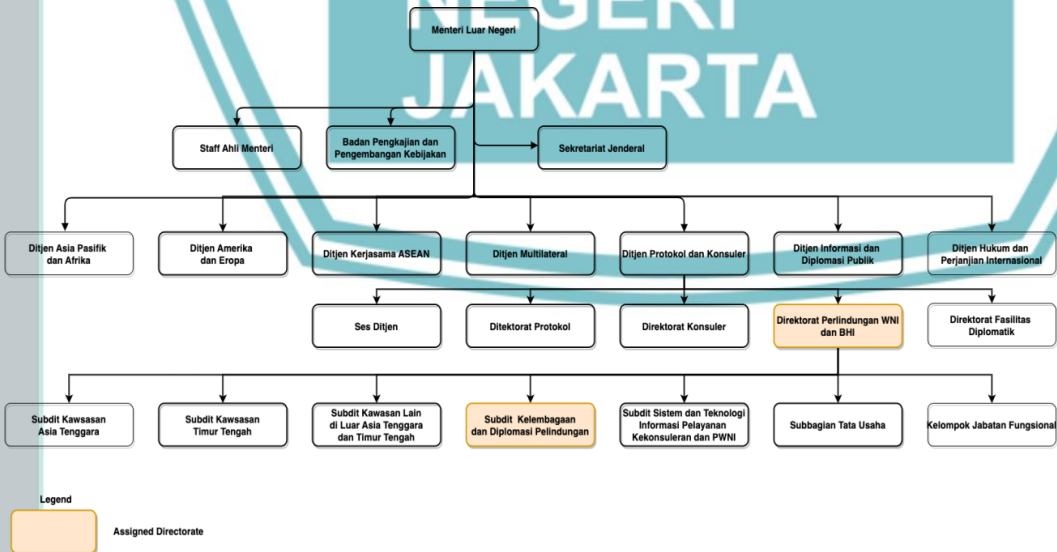 NEGERI
JAKARTA
Menteri Luar Negeri
Staff Ahli Menteri
Badan Pengkajian dan
Pengembangan Kebijakan
Sekretariat Jenderal
Ditjen Asia Pasifik
dan Afrika
Ditjen Amerika
dan Eropa
Ditjen Kerjasama ASEAN
Ditjen Multilateral
Ditjen Protokol dan Konsuler
Ditjen Informasi dan
Diplomasi Publik
Ditjen Hukum dan
Perjanjian Internasional
Ses Ditjen
Ditektorat Protokol
Direktorat Konsuler
Direktorat Perlindungan WNI
dan BHI
Direktorat Fasilitas
Diplomatik
Subdit Kawsasan
Asia Tenggara
Subdit Kawsasan
Timur Tengah
Subdit Kawasan Lain
di Luar Asia Tenggara
dan Timur Tengah
Subdit Kelembagaan
dan Diplomasi Pelindungan
Subdit Sistem dan Teknologi
Informasi Pelayanan
Kekonsuleran dan PWNI
Subbagian Tata Usaha
Kelompok Jabatan Fungsional
Legend
Assigned Directorate